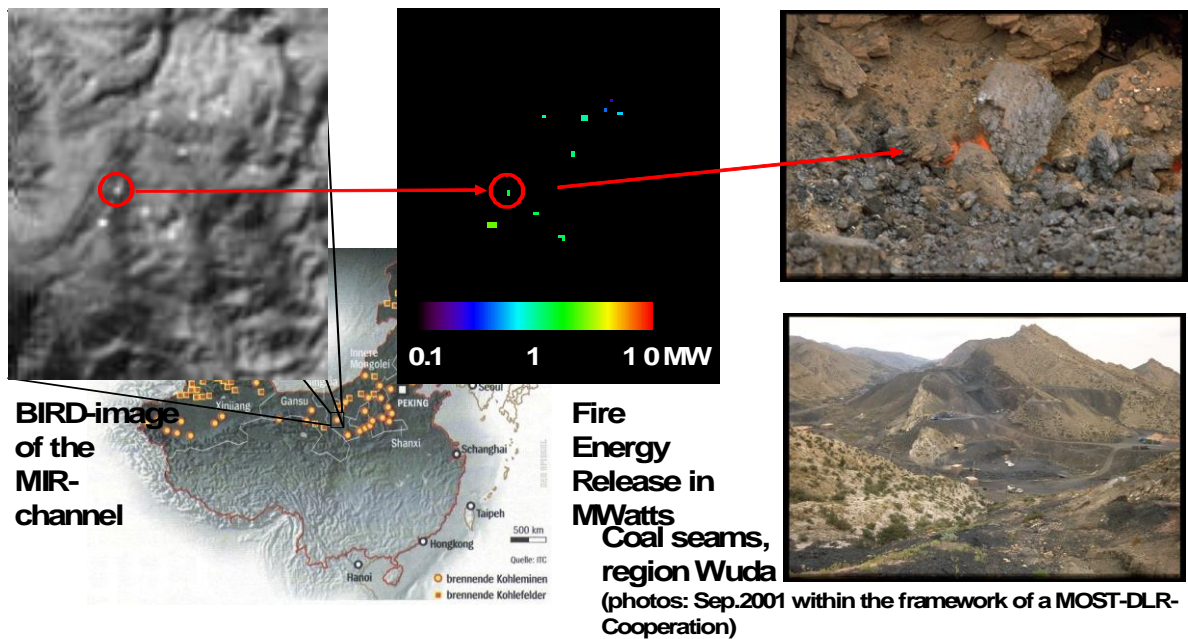 0.1 1 1 0 MW
Innere
Mongolei
Xinjiang
Gansu
PEKING
Seoul
Shanxi
Schanghai
DER SPIEGEL
Taipeh
500 km
Hongkong
Quelle: ITC
Hanoi
brennende Kohleminen
brennende Kohlefelder
BIRD-image
of the
MIR-
channel
Fire
Energy
Release in
MWatts
Coal seams,
region Wuda
(photos: Sep.2001 within the framework of a MOST-DLR-
Cooperation)